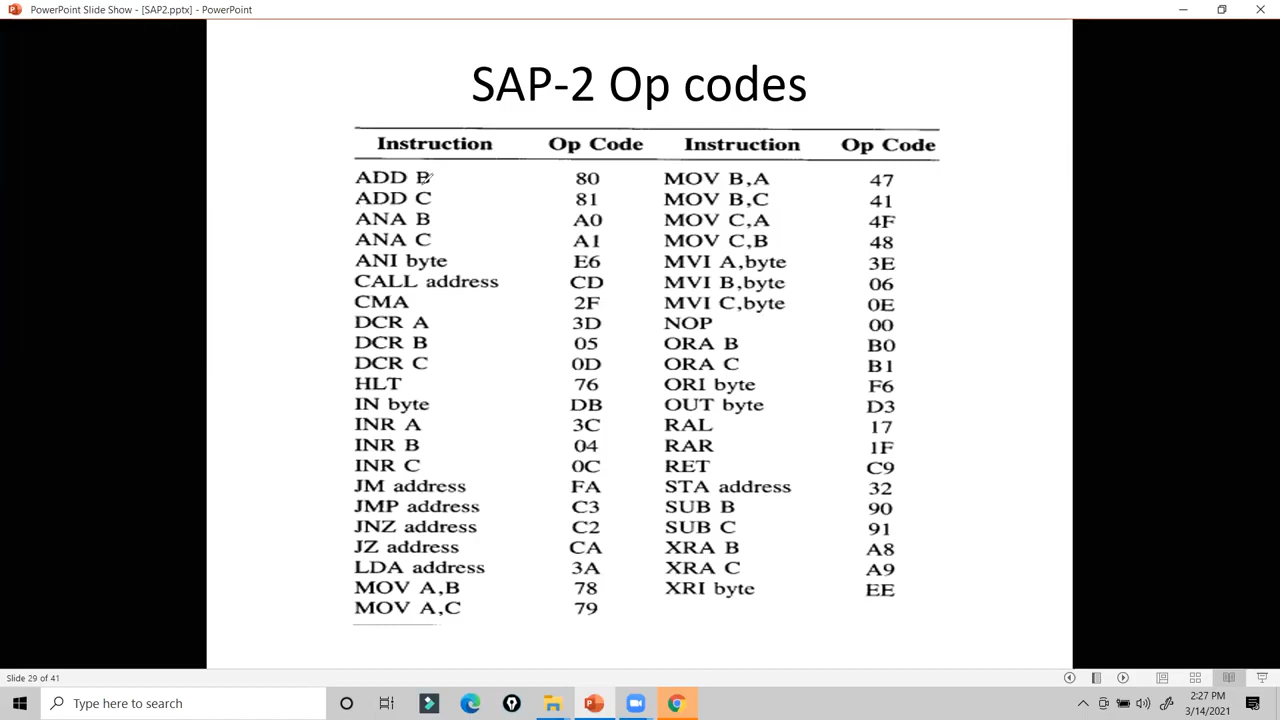 PowerPoint Slide Show - [SAP2.pptx] - PowerPoint
SAP-2 Op codes
Instruction Op Code Instruction Op Code
ADD B 80 MOV B,A 47
ADD C 81 MOV B,C 41
ANA B A0 MOV C,A 4F
ANA C A1 MOV C,B 48
ANI byte E6 MVI A,byte 3E
CALL address CD MVI B,byte 06
CMA 2F MVI C,byte 0E
DCR A 3D NOP 00
DCR B 05 ORA B B0
DCR C 0D ORA C B1
HLT 76 ORI byte F6
IN byte DB OUT byte D3
INR A 3C RAL 17
INR B 04 RAR 1F
INR C 0C RET C9
JM address FA STA address 32
JMP address C3 SUB B 90
JNZ address C2 SUB C 91
JZ address CA XRA B A8
LDA address 3A XRA C A9
MOV A,B 78 XRI byte EE
MOV A,C 79
Slide 29 of 41
Type here to search
2:27 PM
3/14/2021